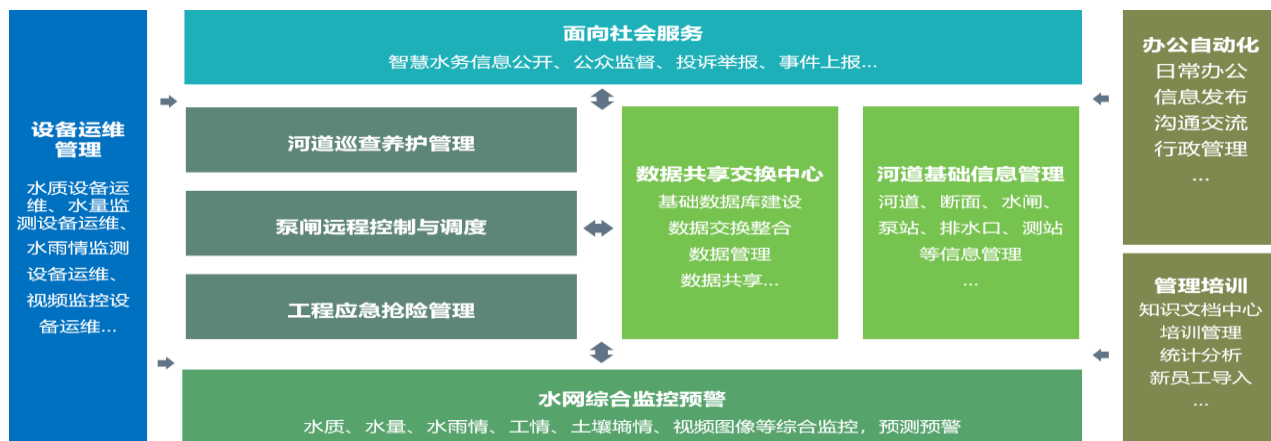 设备运维
管理
水质设备运
维、水量监
测设备运维、
水雨情监测
设备运维、
视频监控设
备运维...
面向社会服务
智慧水务信息公开、公众监督、投诉举报、事件上报...
河道巡查养护管理
泵闸远程控制与调度
工程应急抢险管理
数据共享交换中心
基础数据库建设
数据交换整合
数据管理
数据共享...
河道基础信息管理
河道、断面、水闸、
泵站、排水口、测站
等信息管理
...
水网综合监控预警
水质、水量、水雨情、工情、土壤墒情、视频图像等综合监控，预测预警
办公自动化
日常办公
信息发布
沟通交流
行政管理
...
管理培训
知识文档中心
培训管理
统计分析
新员工导入
...